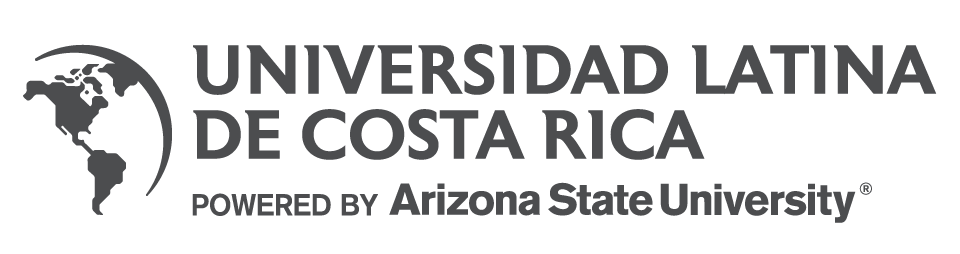 UNIVERSIDAD LATINA
DE COSTA RICA
POWERED BY Arizona State University®